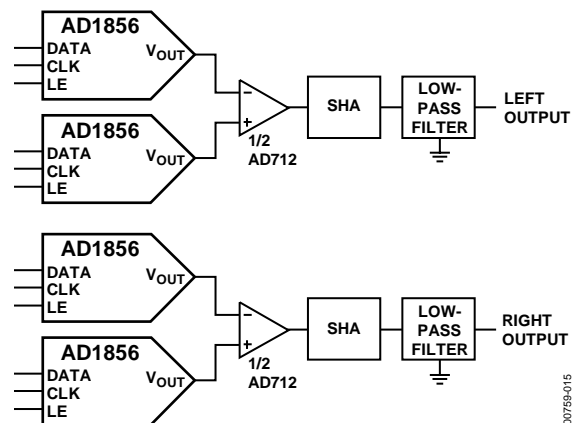 AD1856
DATA
CLK
LE
VOUT
AD1856
DATA
CLK
LE
VOUT
−
+
1/2
AD712
SHA
LOW-
PASS
FILTER
LEFT
OUTPUT
AD1856
DATA
CLK
LE
VOUT
AD1856
DATA
CLK
LE
VOUT
−
+
1/2
AD712
SHA
LOW-
PASS
FILTER
RIGHT
OUTPUT
00759-015